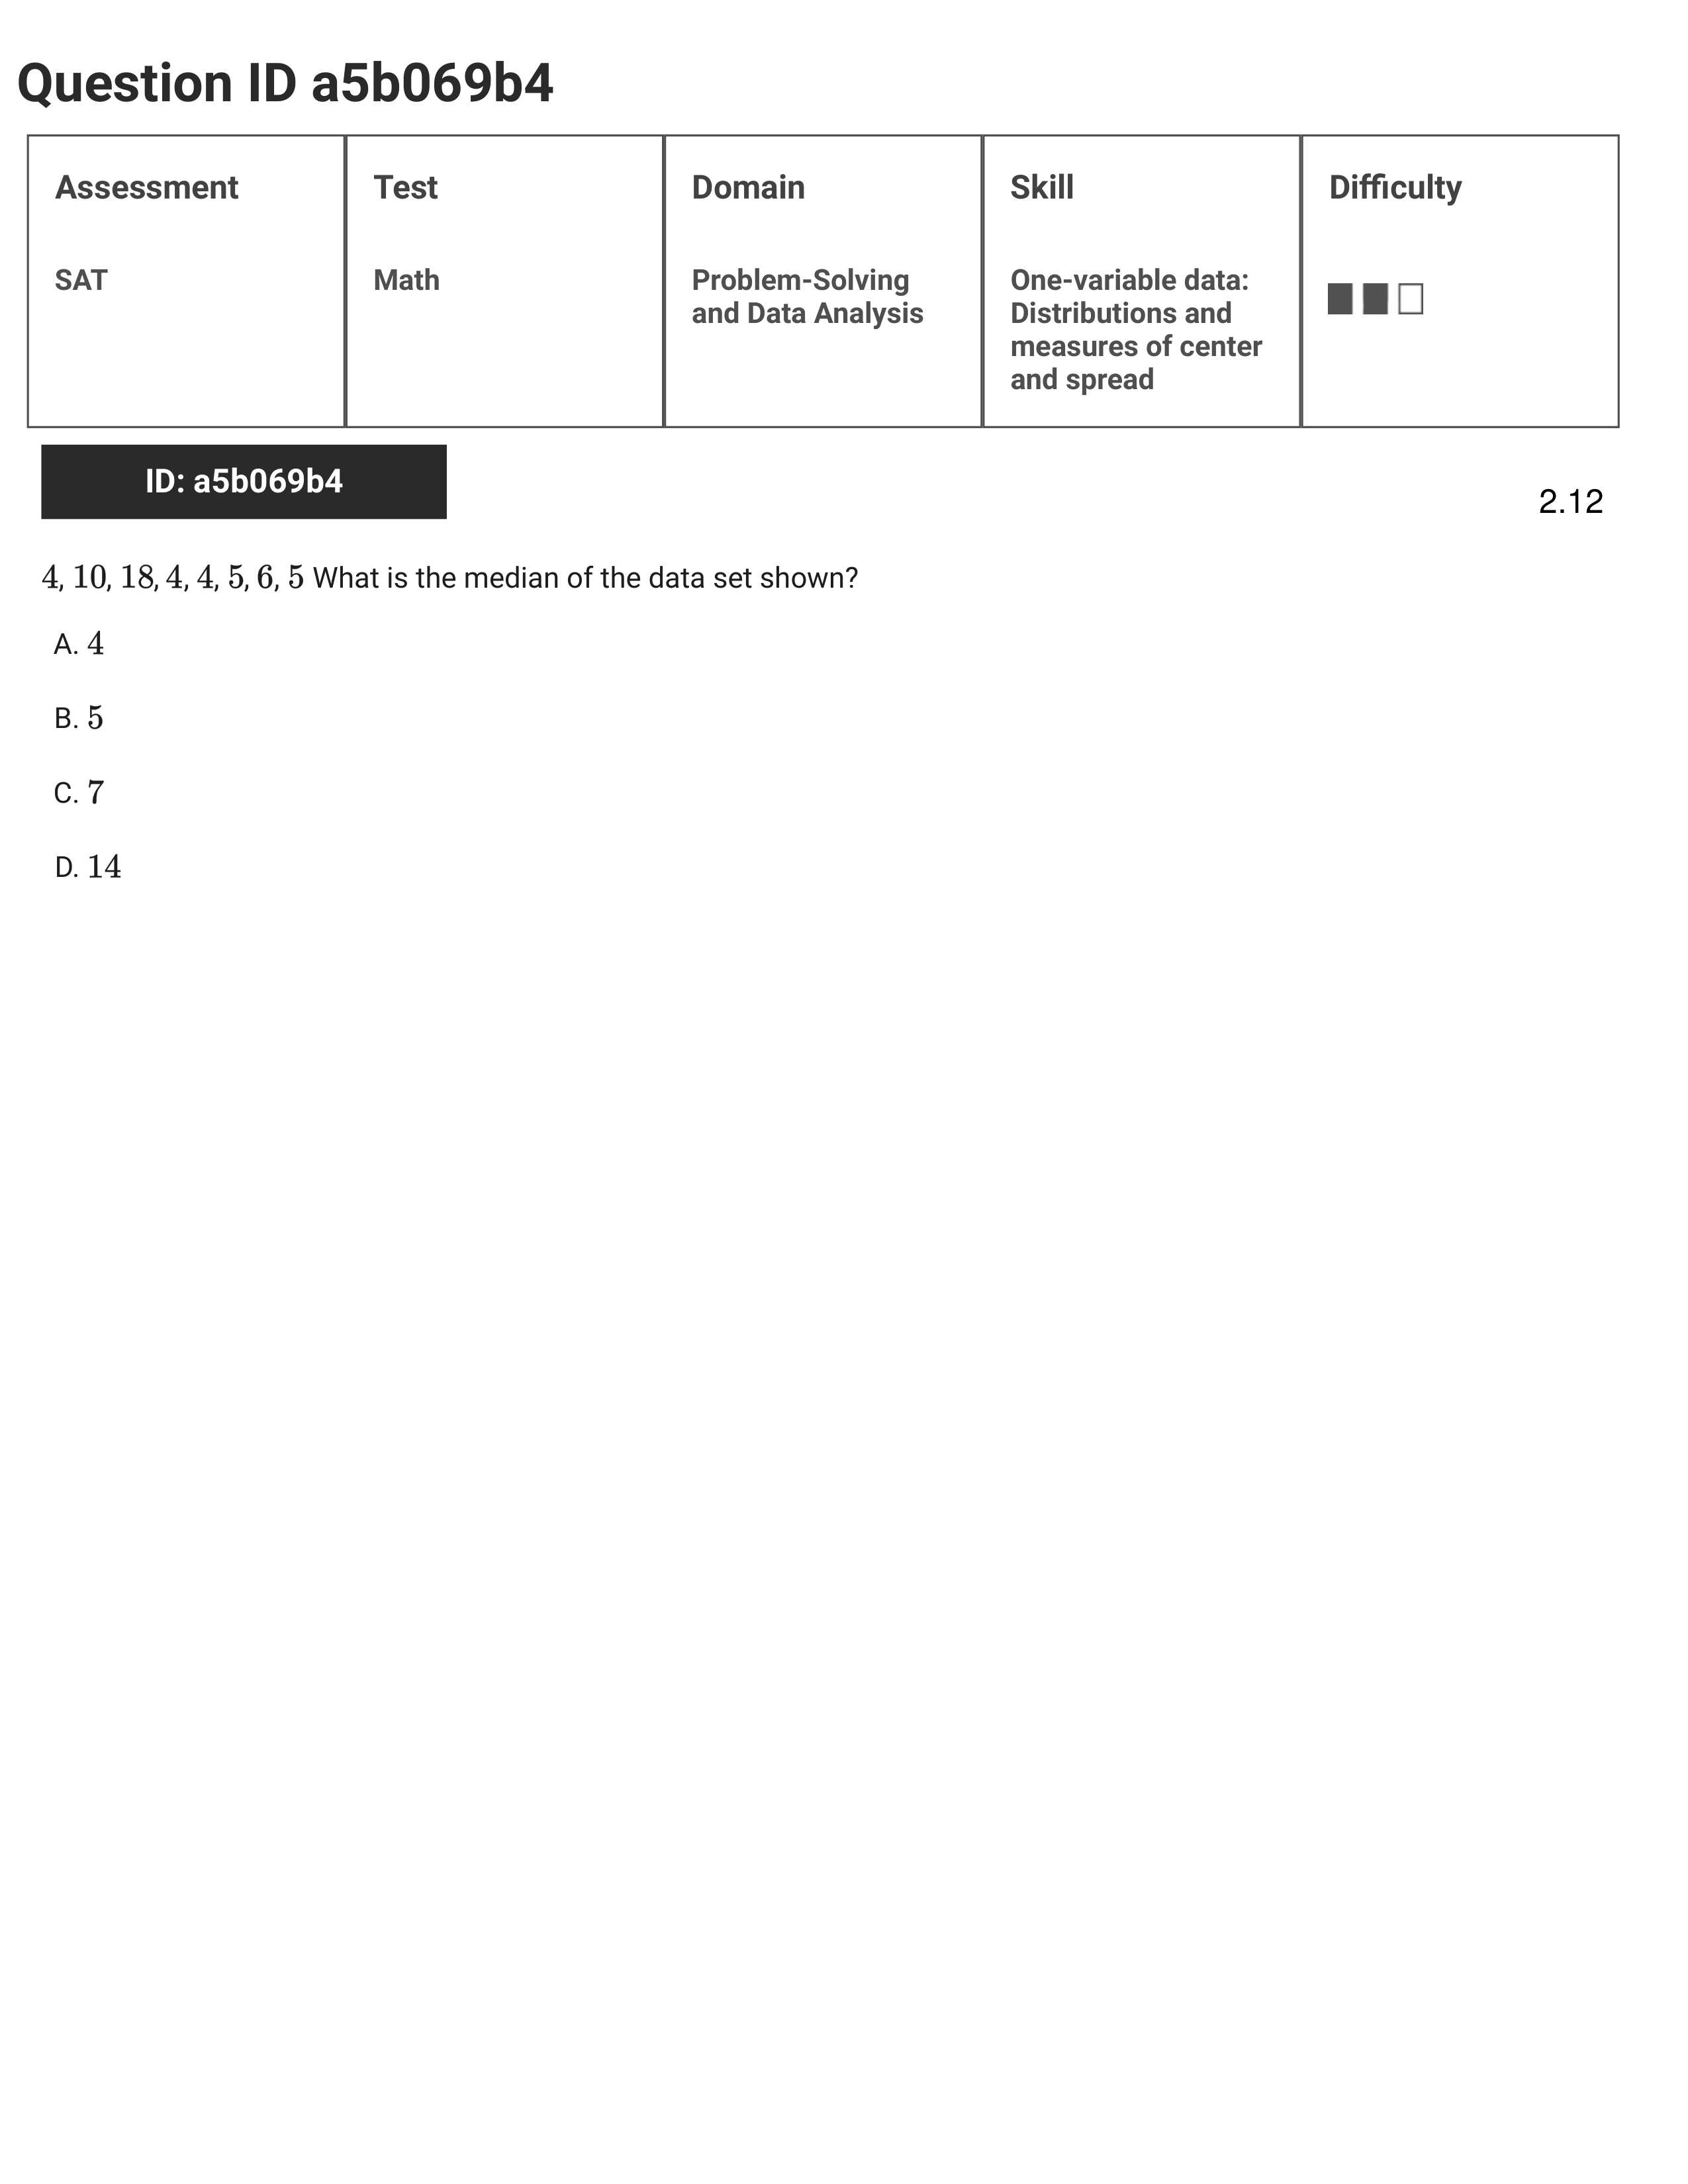 Question ID a5b069b4
Assessment
SAT
Test
Math
Domain
Problem-Solving
and Data Analysis
Skill
One-variable data:
Distributions and
measures of center
and spread
Difficulty
ID: a5b069b4
2.12
4, 10, 18, 4, 4, 5, 6, 5 What is the median of the data set shown?
A. 4
B. 5
C. 7
D. 14